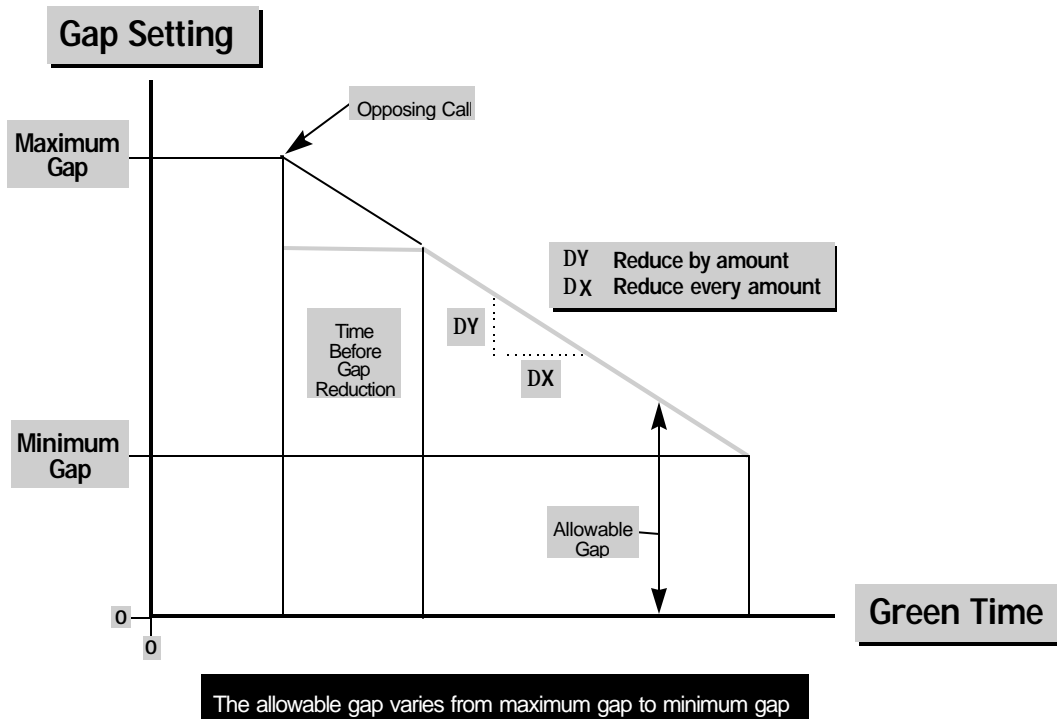 Gap Setting
Opposing Call
Maximum
Gap
DY Reduce by amount
DX Reduce every amount
Time
Before
Gap
Reduction
DY
DX
Minimum
Gap
Allowable
Gap
Green Time
0
0
The allowable gap varies from maximum gap to minimum gap